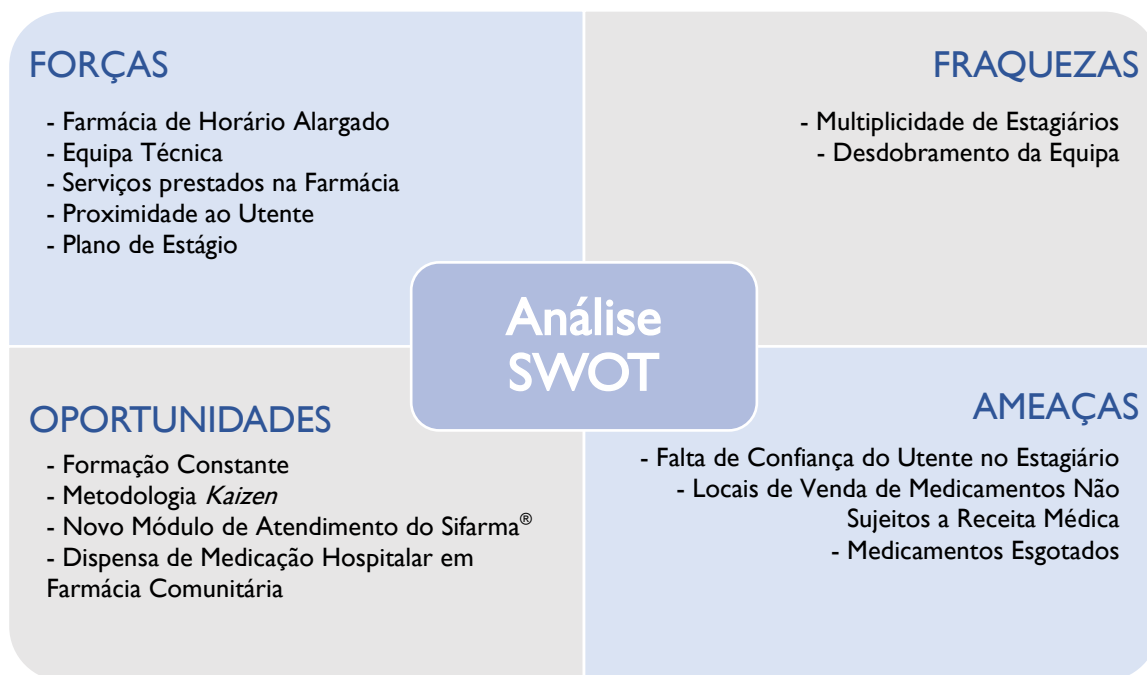 FORÇAS
- Farmácia de Horário Alargado
- Equipa Técnica
- Serviços prestados na Farmácia
- Proximidade ao Utente
- Plano de Estágio
FRAQUEZAS
- Multiplicidade de Estagiários
- Desdobramento da Equipa
Análise
SWOT
OPORTUNIDADES
- Formação Constante
- Metodologia Kaizen
- Novo Módulo de Atendimento do Sifarma®
- Dispensa de Medicação Hospitalar em
Farmácia Comunitária
AMEAÇAS
- Falta de Confiança do Utente no Estagiário
- Locais de Venda de Medicamentos Não
Sujeitos a Receita Médica
- Medicamentos Esgotados